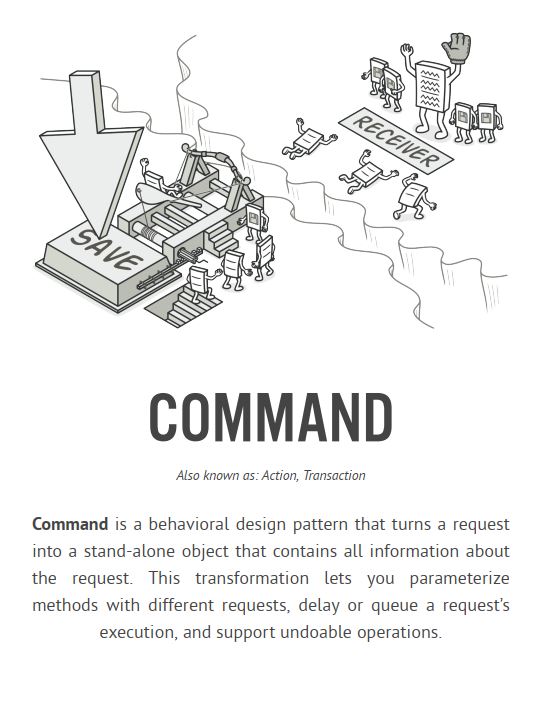 SAVE
RECEIVER
COMMAND
Also known as: Action, Transaction
Command is a behavioral design pattern that turns a request
into a stand-alone object that contains all information about
the request. This transformation lets you parameterize
methods with different requests, delay or queue a request’s
execution, and support undoable operations.